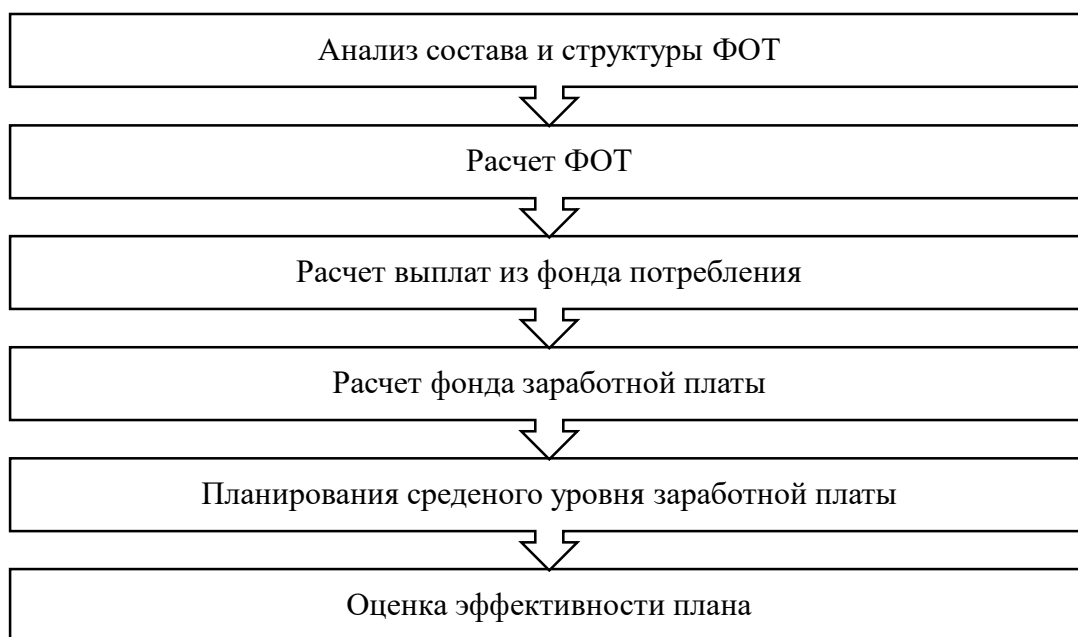 Анализ состава и структуры ФОТ
Расчет ФОТ
Расчет выплат из фонда потребления
Расчет фонда заработной платы
Планирования среденого уровня заработной платы
Оценка эффективности плана